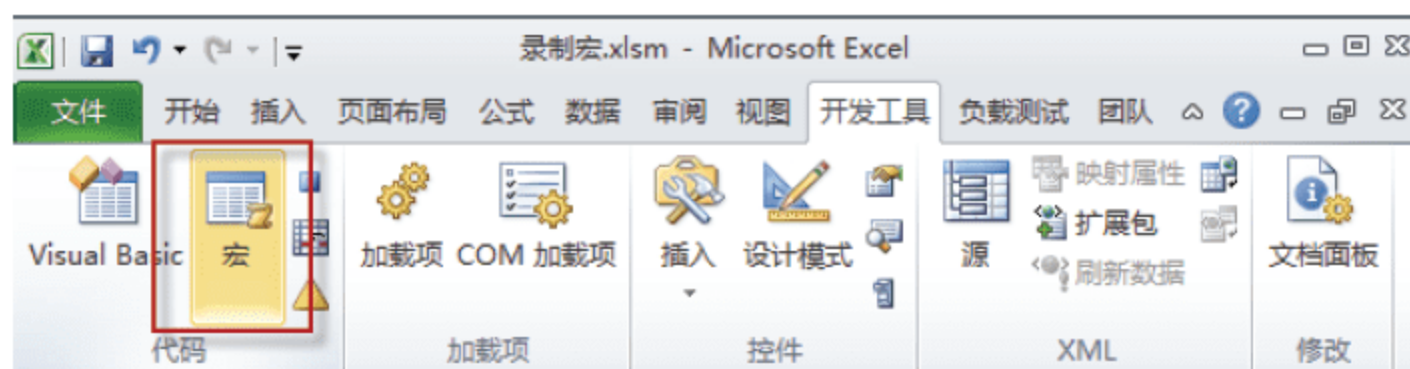 录制宏.xlsm - Microsoft Excel
文件 开始 插入 页面布局 公式 数据 审阅 视图 开发工具 负载测试 团队
Visual Basic 宏 加载项 COM 加载项 插入 设计模式 源 映射属性 扩展包 刷新数据 文档面板
代码 加载项 控件 XML 修改